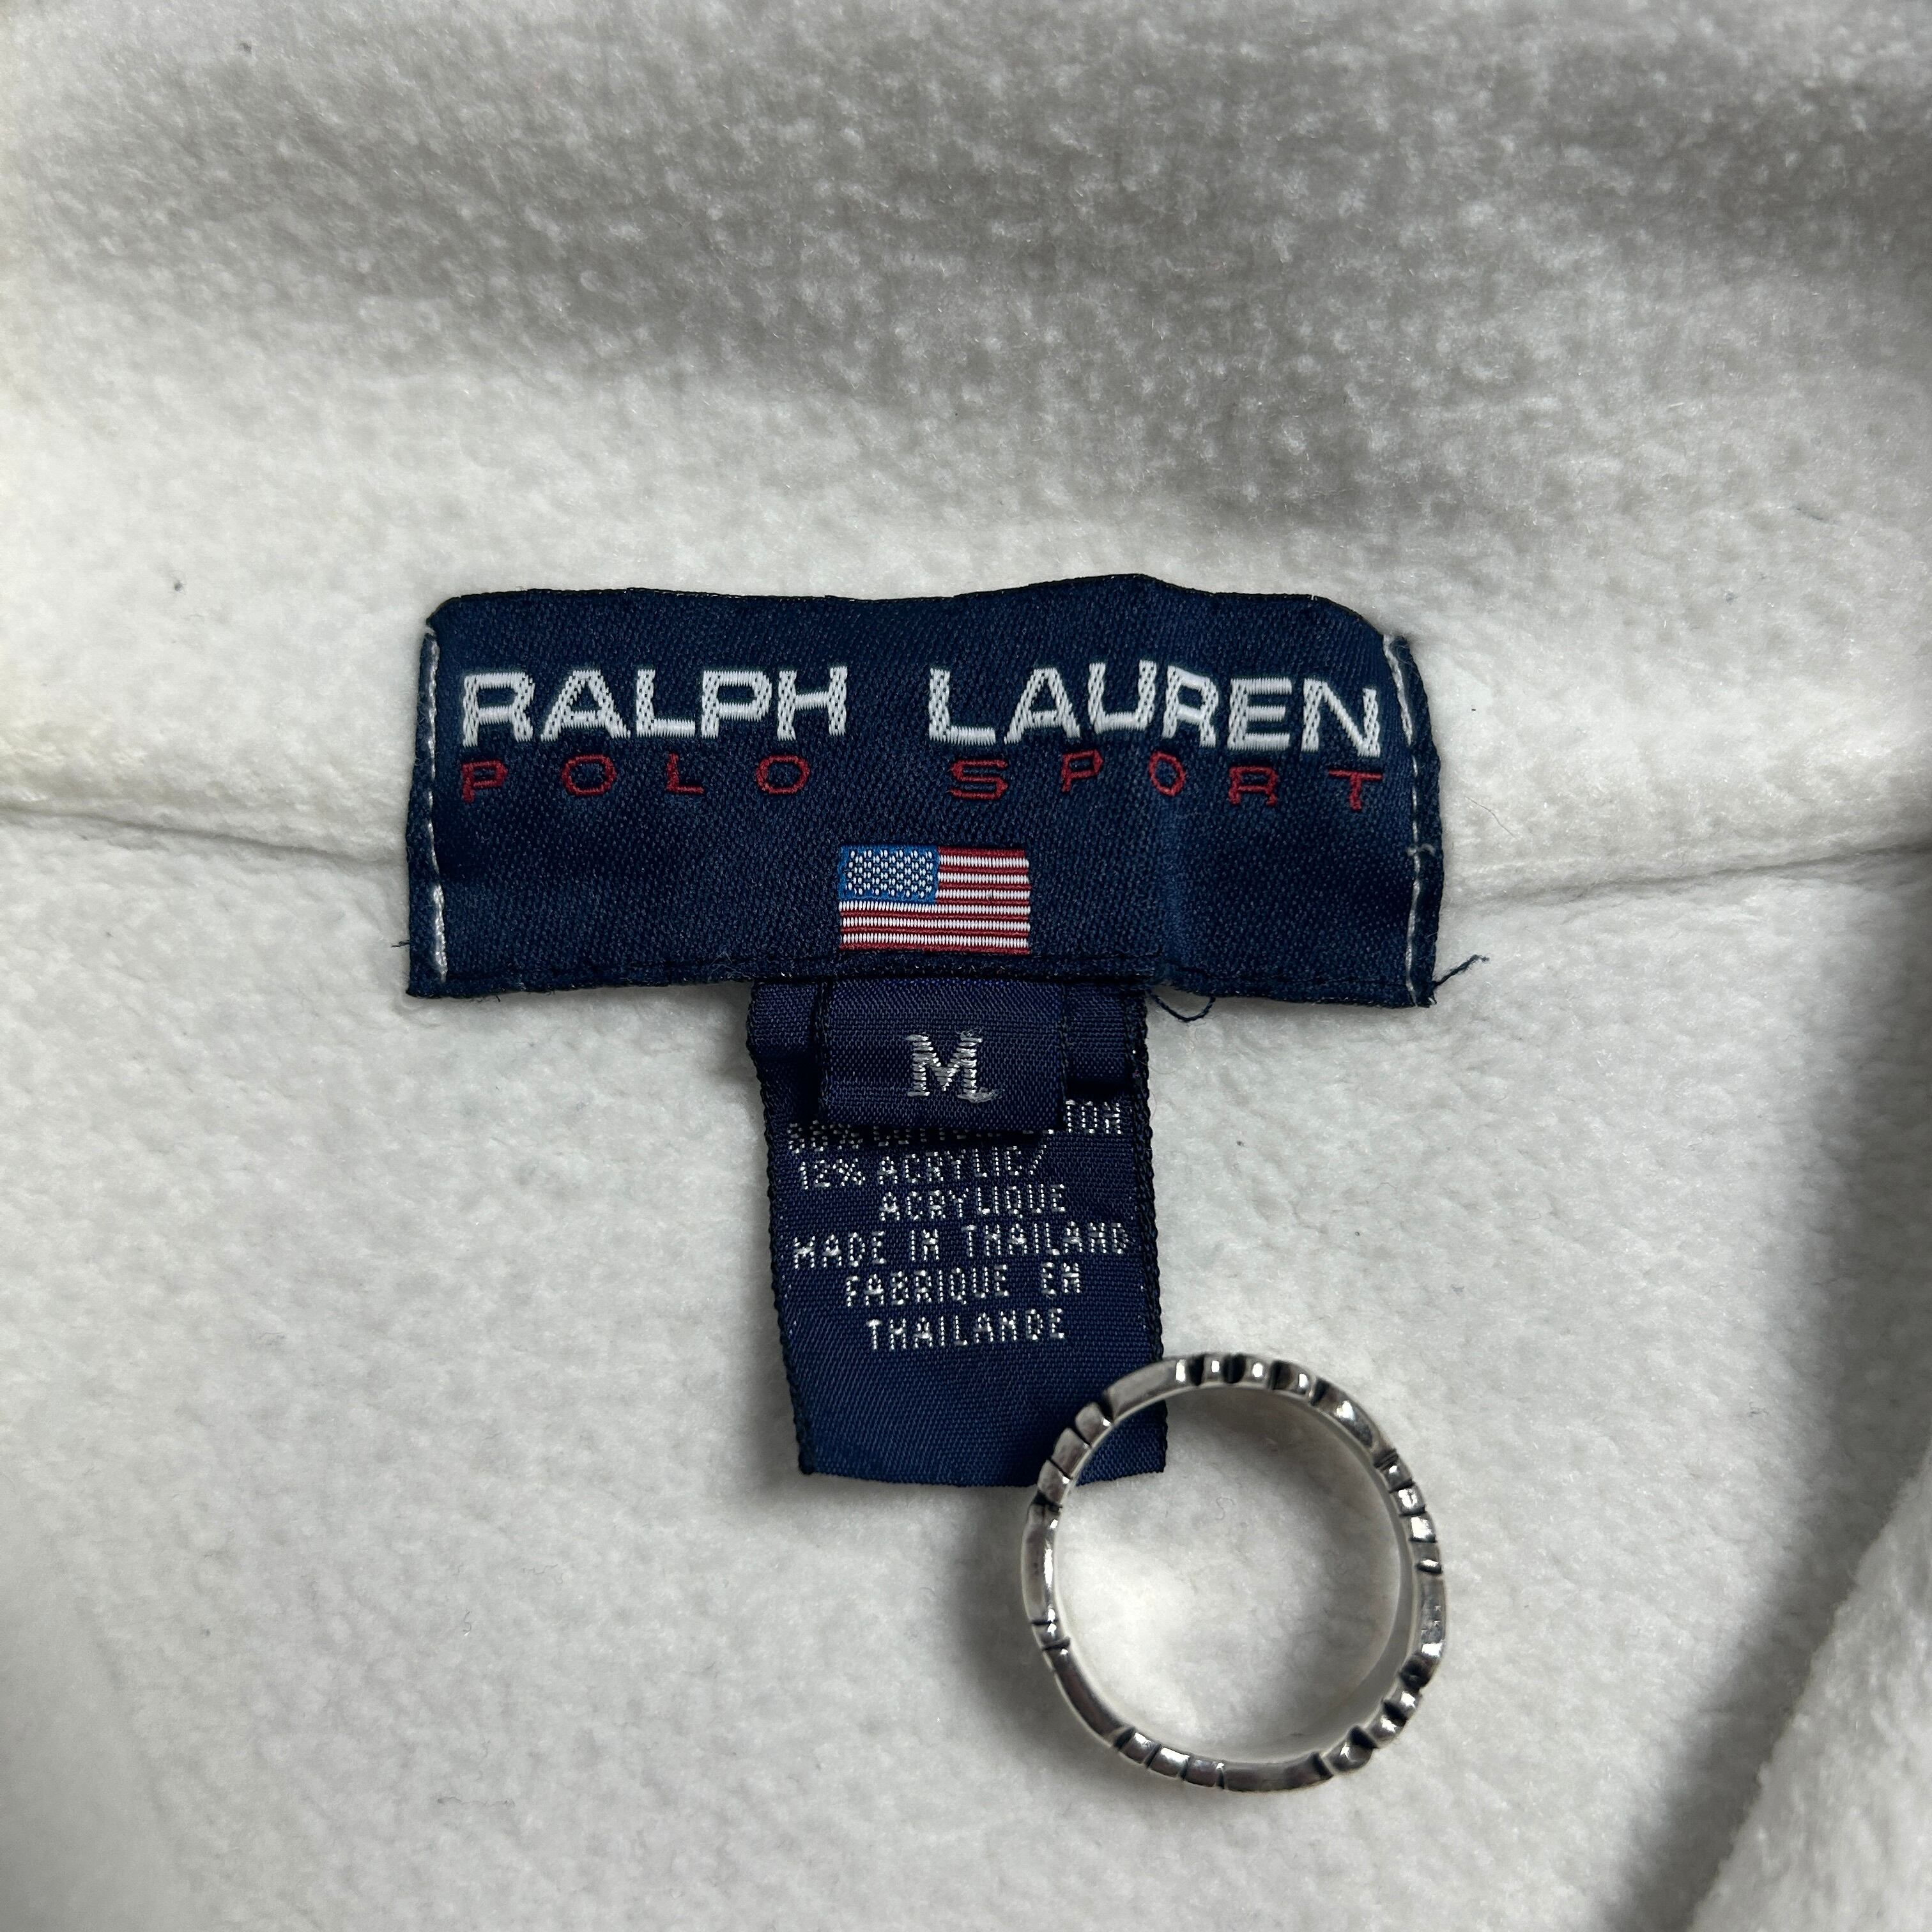 RALPH LAUREN
POLO SPORT
M
12% ACRYLIC/
ACRYLIQUE
MADE IN THAILAND
FABRIQUE EN
THAILANDE